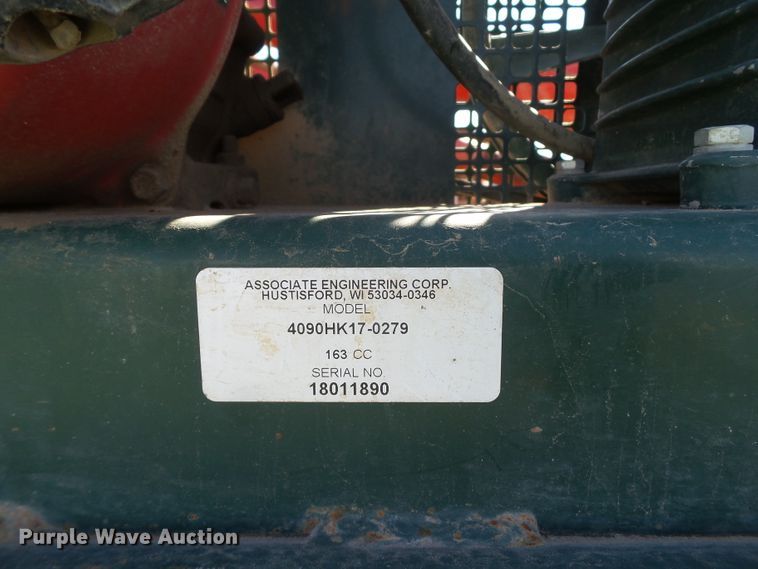 ASSOCIATE ENGINEERING CORP.
HUSTISFORD, WI 53034-0346
MODEL
4090HK17-0279
163 CC
SERIAL NO.
18011890
Purple Wave Auction®